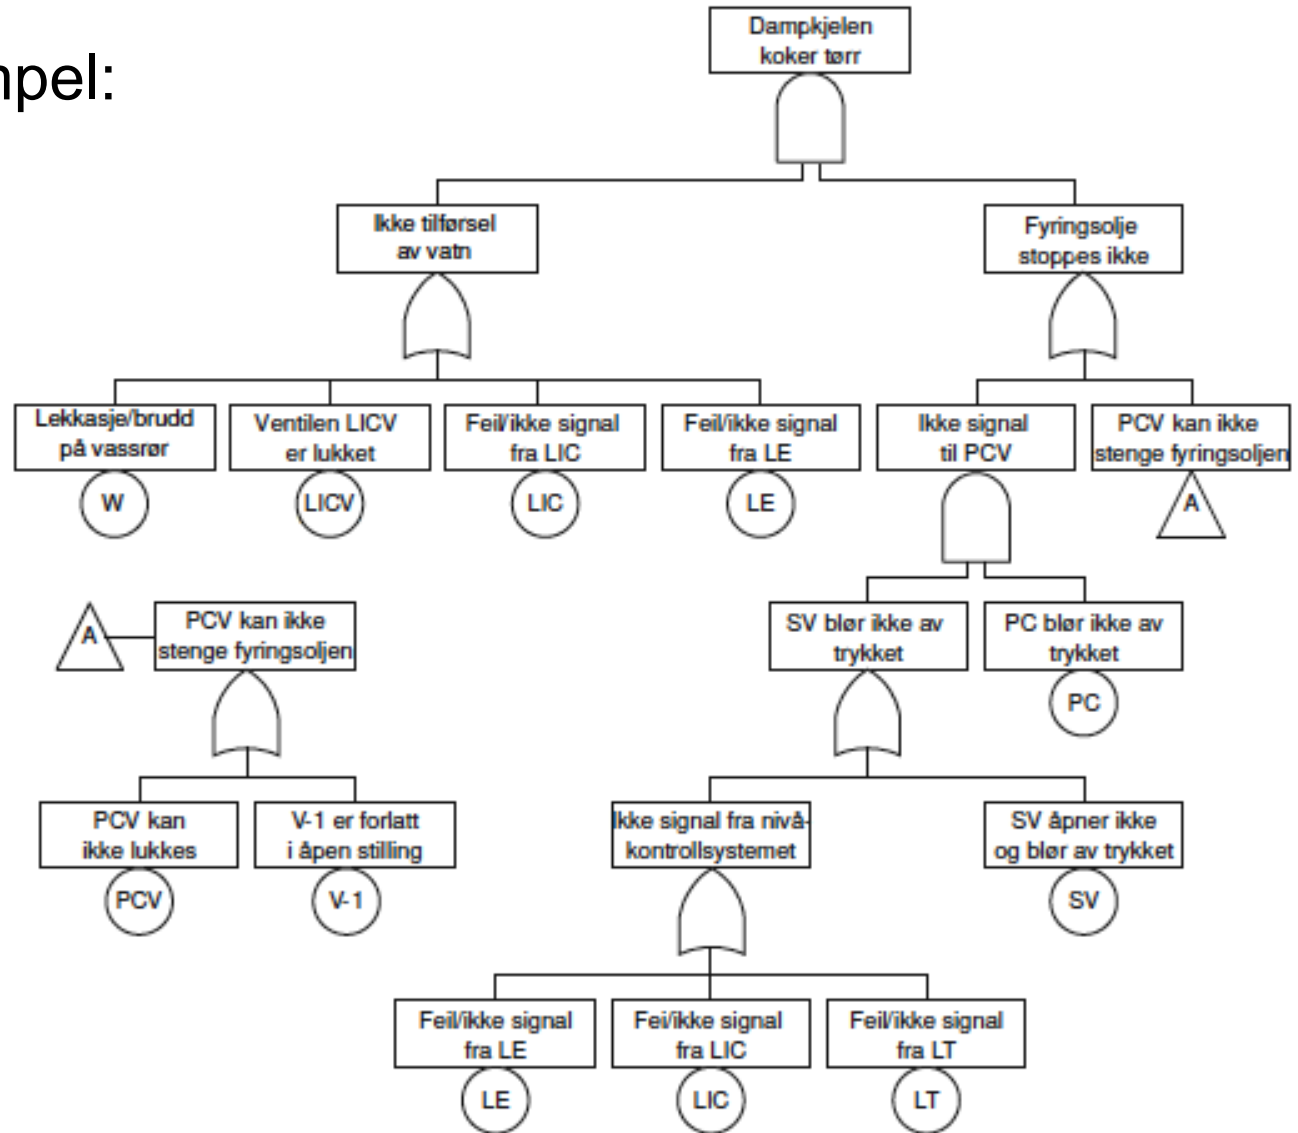 mpel:
Dampkjelen
koker tørr
Ikke tilførsel
av vatn
Fyringsolje
stoppes ikke
Lekkasje/brudd
på vassrør
W
Ventilen LICV
er lukket
LICV
Feil/ikke signal
fra LIC
LIC
Feil/ikke signal
fra LE
LE
Ikke signal
til PCV
PCV kan ikke
stenge fyringsoljen
A
A
PCV kan ikke
stenge fyringsoljen
SV blør ikke av
trykket
PC blør ikke av
trykket
PC
PCV kan
ikke lukkes
PCV
V-1 er forlatt
i åpen stilling
V-1
Ikke signal fra nivå-
kontrollsystemet
SV åpner ikke
og blør av trykket
SV
Feil/ikke signal
fra LE
LE
Fei/ikke signal
fra LIC
LIC
Feil/ikke signal
fra LT
LT